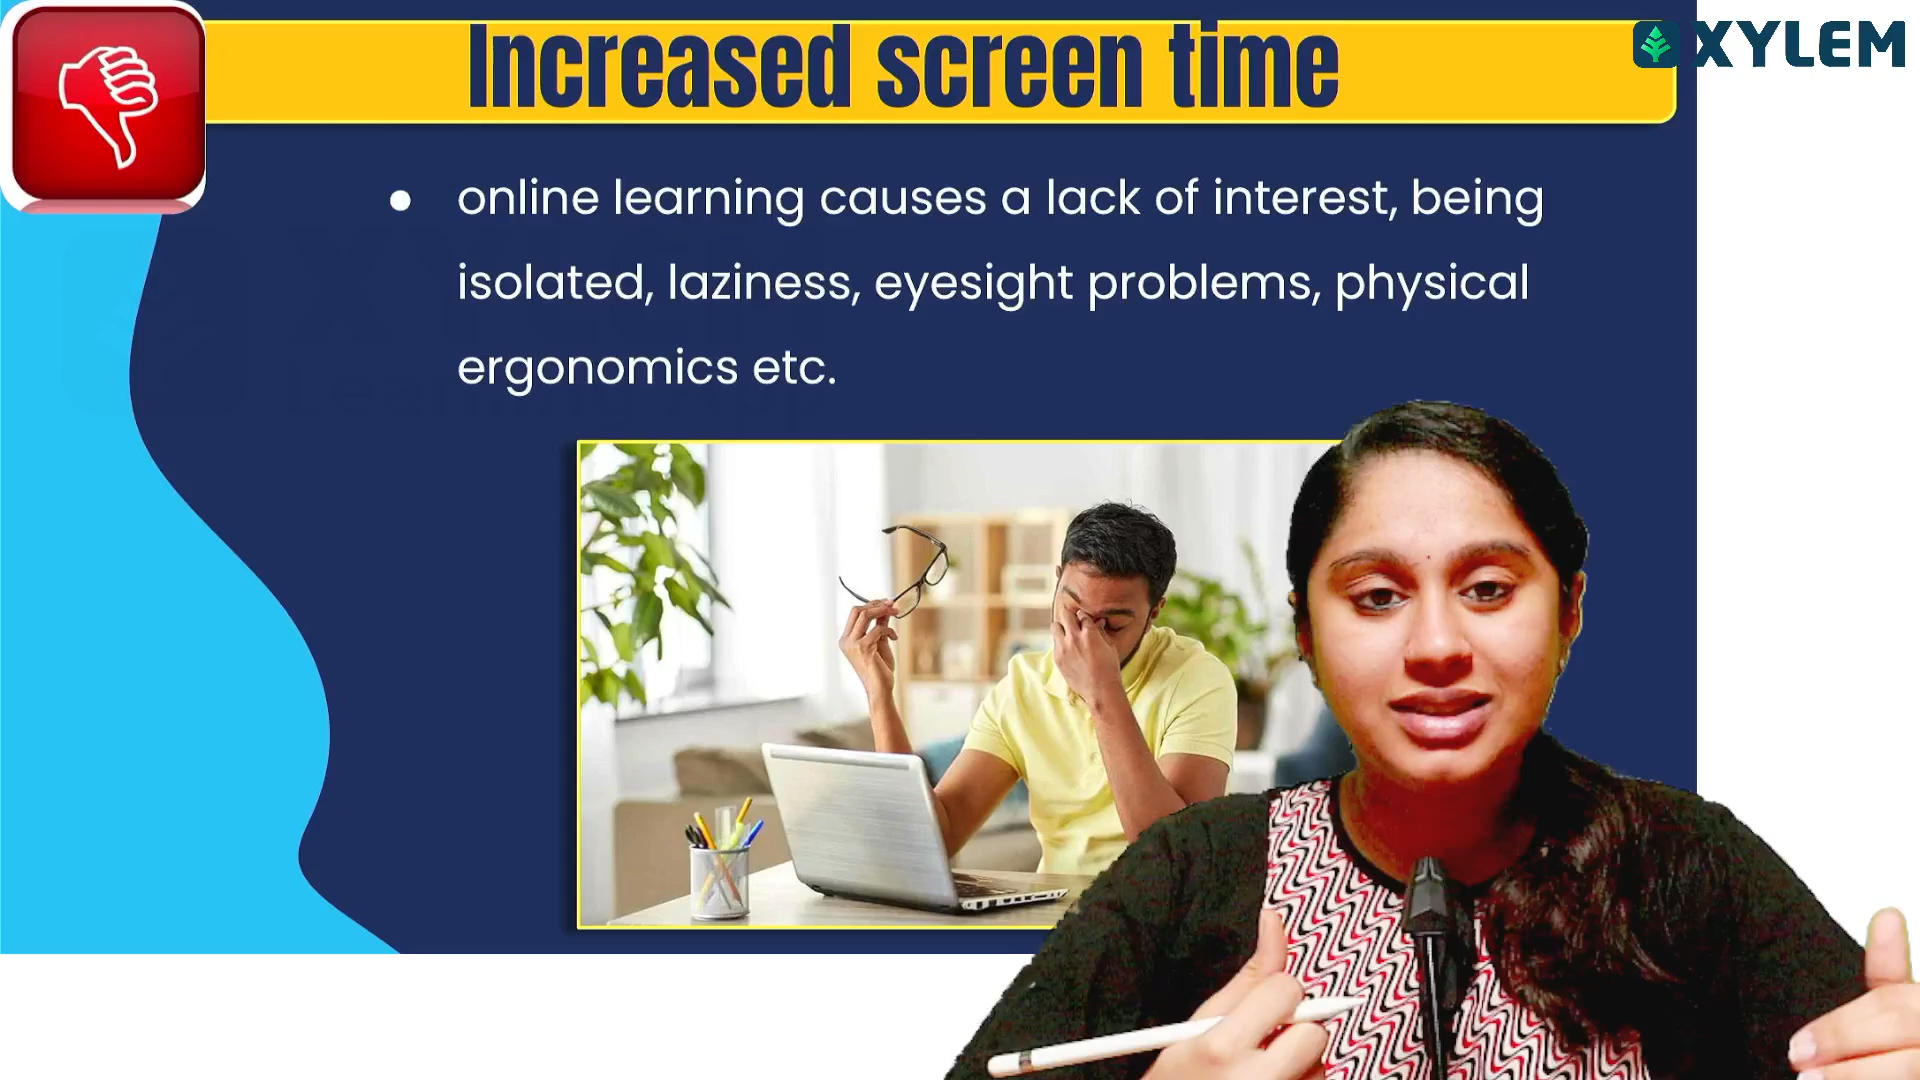 Increased screen time
XYLEM
● online learning causes a lack of interest, being
isolated, laziness, eyesight problems, physical
ergonomics etc.